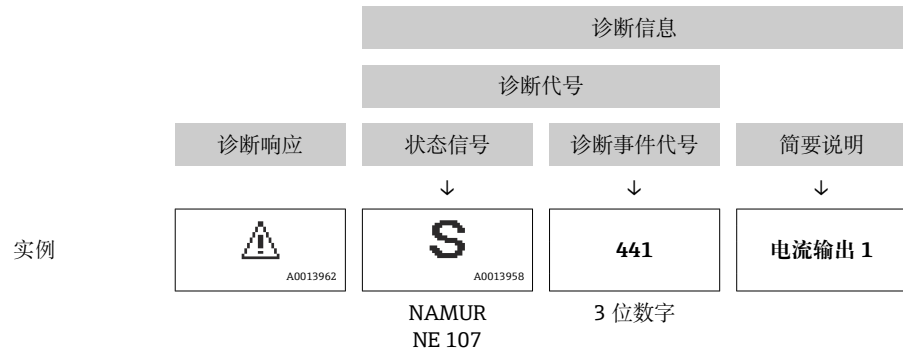 诊断信息
诊断代号
诊断响应 状态信号 诊断事件代号 简要说明
↓ ↓ ↓
实例 S 441 电流输出 1
A0013962 A0013958
NAMUR 3 位数字
NE 107